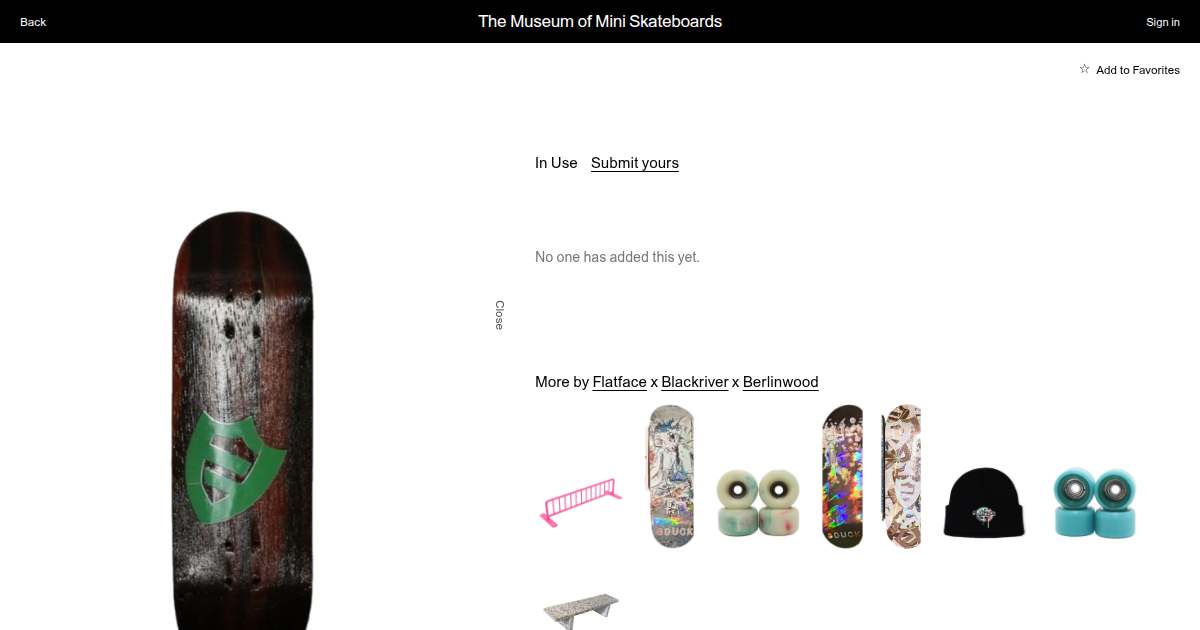 Back
The Museum of Mini Skateboards
Sign in
☆ Add to Favorites
In Use Submit yours
No one has added this yet.
Close
More by Flatface x Blackriver x Berlinwood